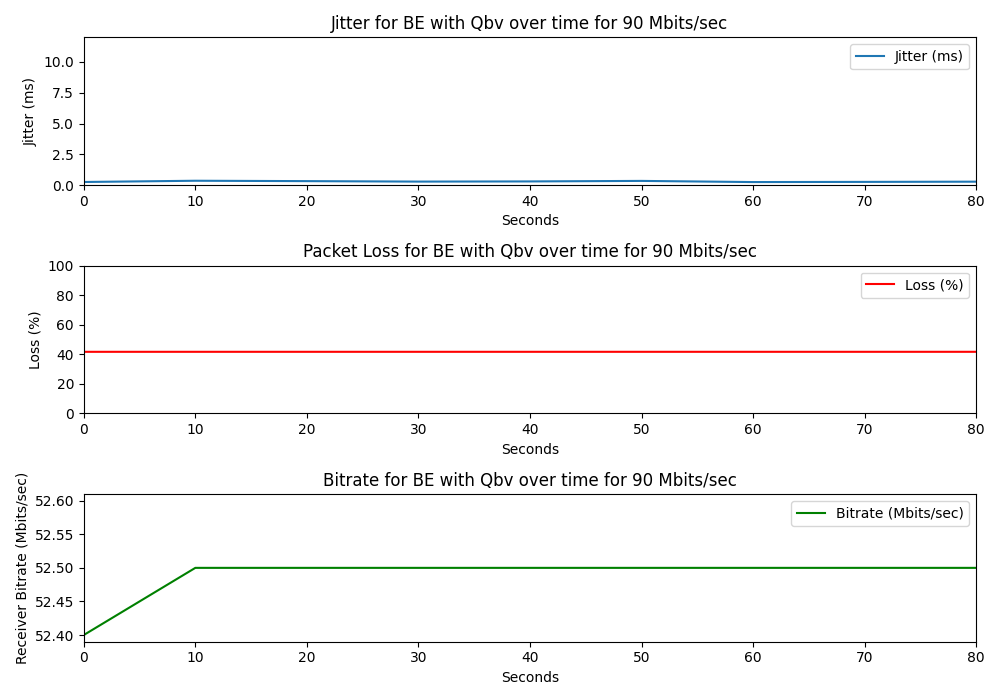 Jitter for BE with Qbv over time for 90 Mbits/sec
Jitter (ms)
10.0
7.5
5.0
2.5
0.0
Jitter (ms)
0 10 20 30 40 50 60 70 80
Seconds
Packet Loss for BE with Qbv over time for 90 Mbits/sec
Loss (%)
100
80
60
40
20
0
Loss (%)
0 10 20 30 40 50 60 70 80
Seconds
Bitrate for BE with Qbv over time for 90 Mbits/sec
Receiver Bitrate (Mbits/sec)
52.60
52.55
52.50
52.45
52.40
Bitrate (Mbits/sec)
0 10 20 30 40 50 60 70 80
Seconds